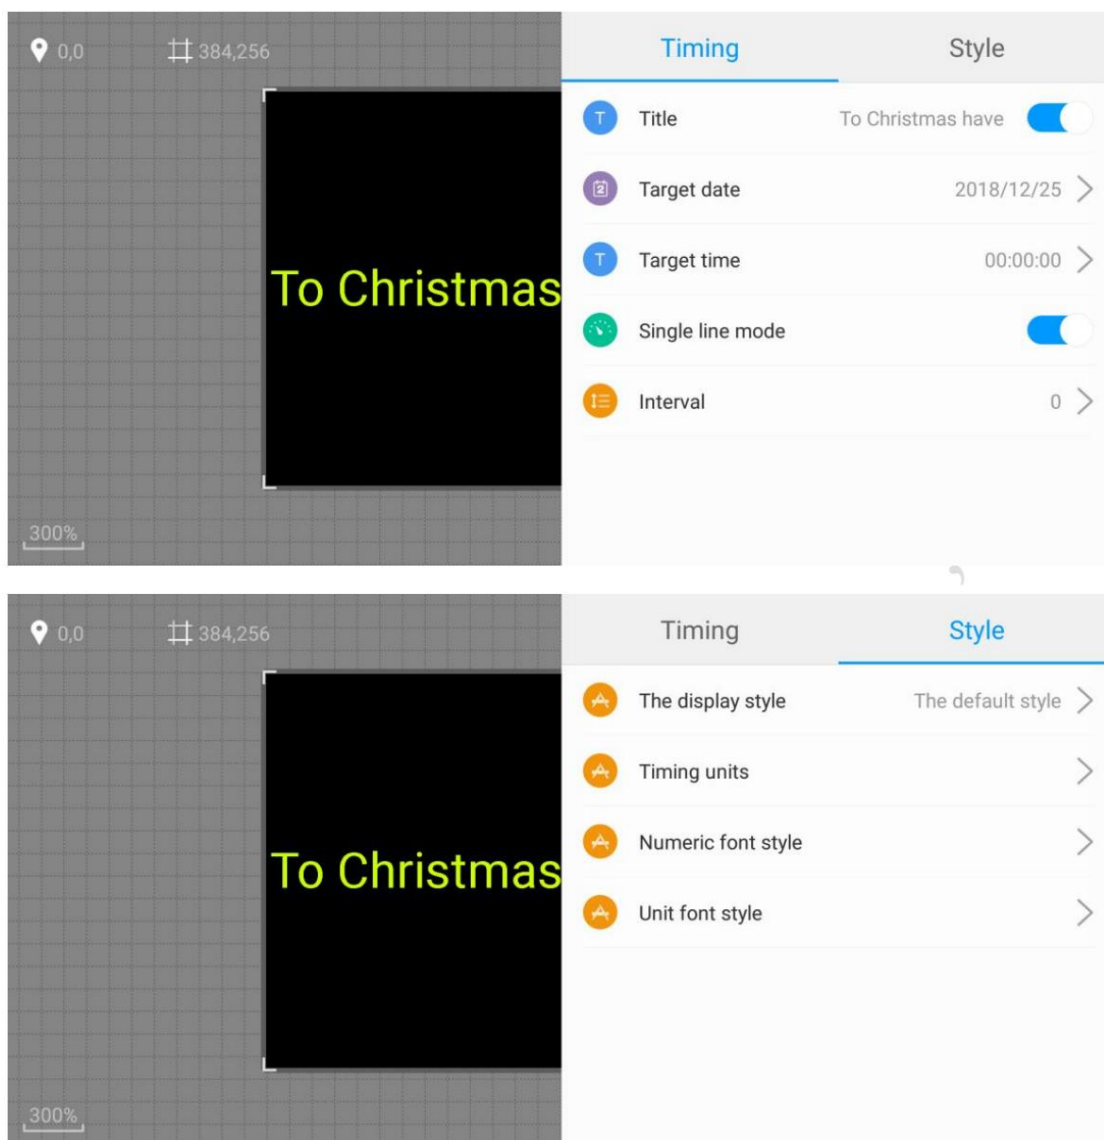 0,0 384,256 Timing Style
T Title To Christmas have
2 Target date 2018/12/25
T Target time 00:00:00
To Christmas
Single line mode
Interval 0
300%
0,0 384,256 Timing Style
The display style The default style
Timing units
Numeric font style
To Christmas
Unit font style
300%